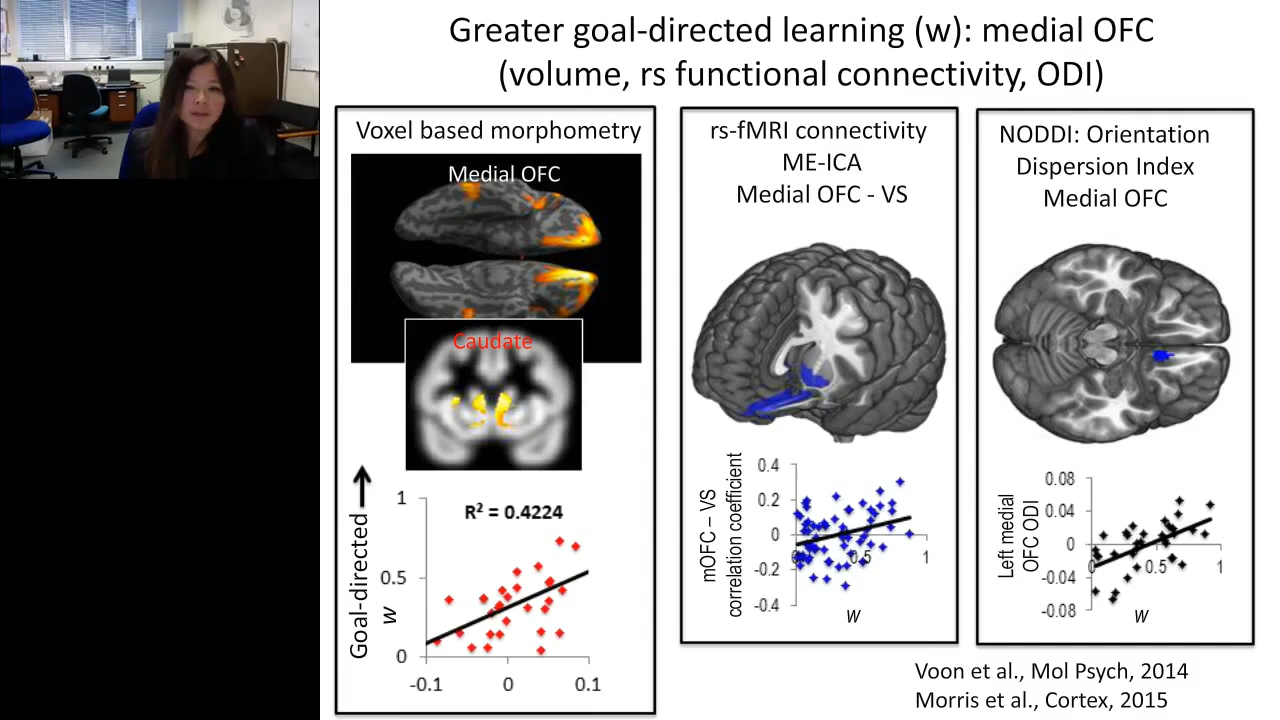 Greater goal-directed learning (w): medial OFC
(volume, rs functional connectivity, ODI)
Voxel based morphometry
Medial OFC
Caudate
Goal-directed
w
R² = 0.4224
1
0.5
0
-0.1
0
0.1
rs-fMRI connectivity
ME-ICA
Medial OFC - VS
mOFC – VS
correlation coefficient
0.4
0.2
0
-0.2
-0.4
0
0.5
1
w
NODDI: Orientation
Dispersion Index
Medial OFC
Left medial
OFC ODI
0.08
0.04
0
-0.04
-0.08
0
0.5
1
w
Voon et al., Mol Psych, 2014
Morris et al., Cortex, 2015